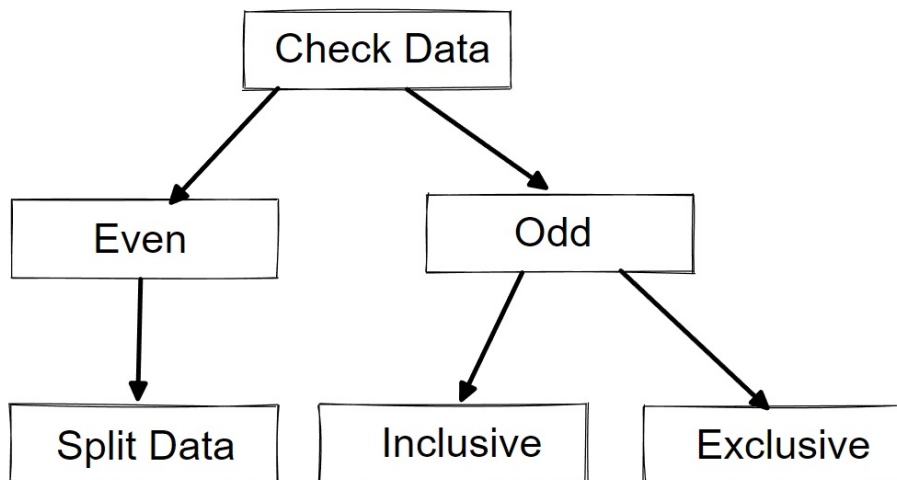 Check Data
Even
Odd
Split Data
Inclusive
Exclusive